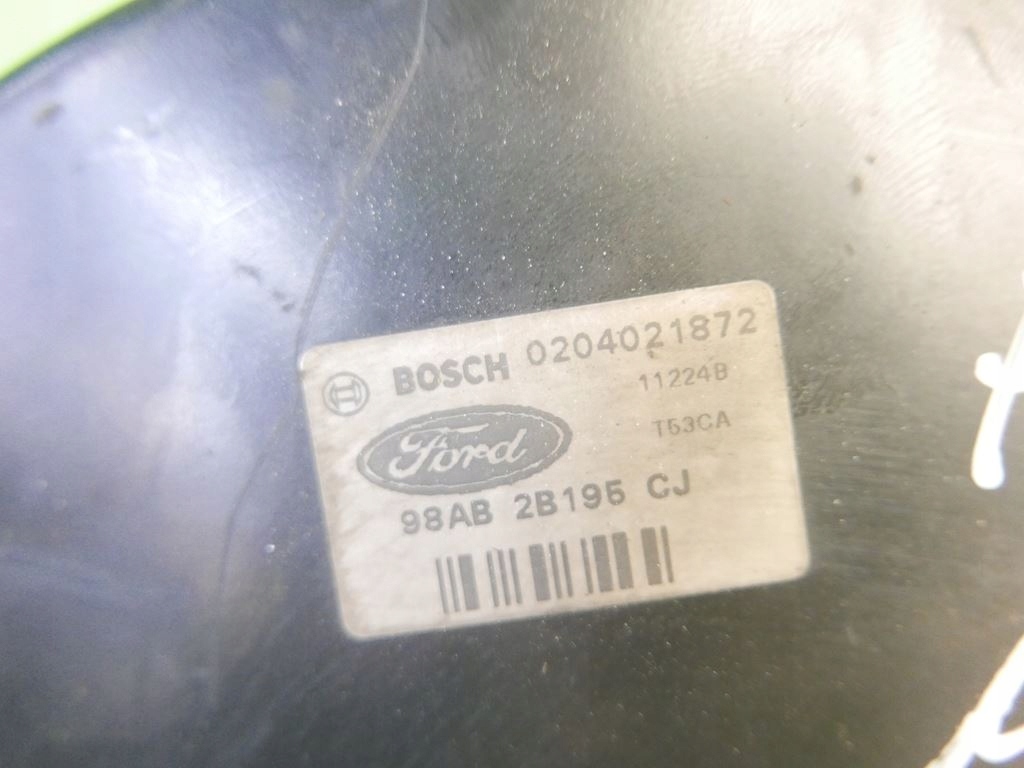 BOSCH 0204021872
11224B
T53CA
Ford
98AB 2B195 CJ